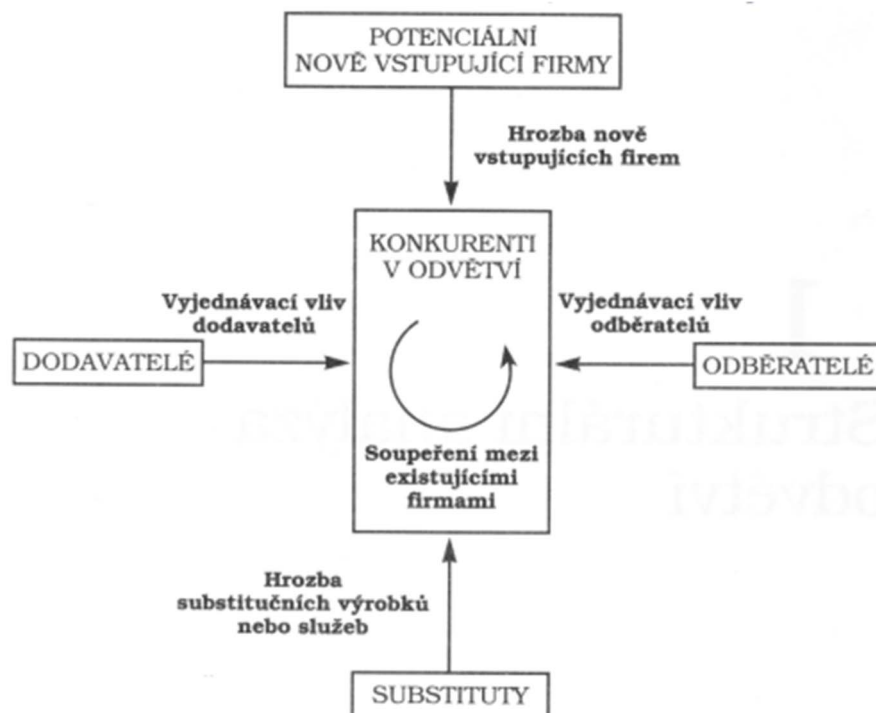 POTENCIÁLNÍ
NOVĚ VSTUPUJÍCÍ FIRMY
Hrozba nově
vstupujících firem
KONKURENTI
V ODVĚTVÍ
Vyjednávací vliv
dodavatelů
Vyjednávací vliv
odběratelů
DODAVATELÉ
ODBĚRATELÉ
Soupeření mezi
existujícími
firmami
Hrozba
substitučních výrobků
nebo služeb
SUBSTITUTY